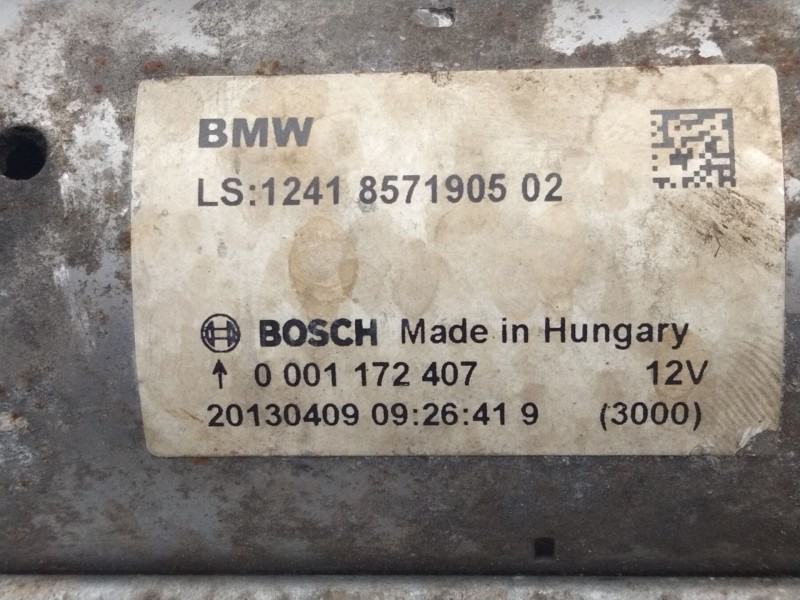 BMW
LS:1241 8571905 02
BOSCH Made in Hungary
↑ 0 001 172 407 12V
20130409 09:26:41 9 (3000)